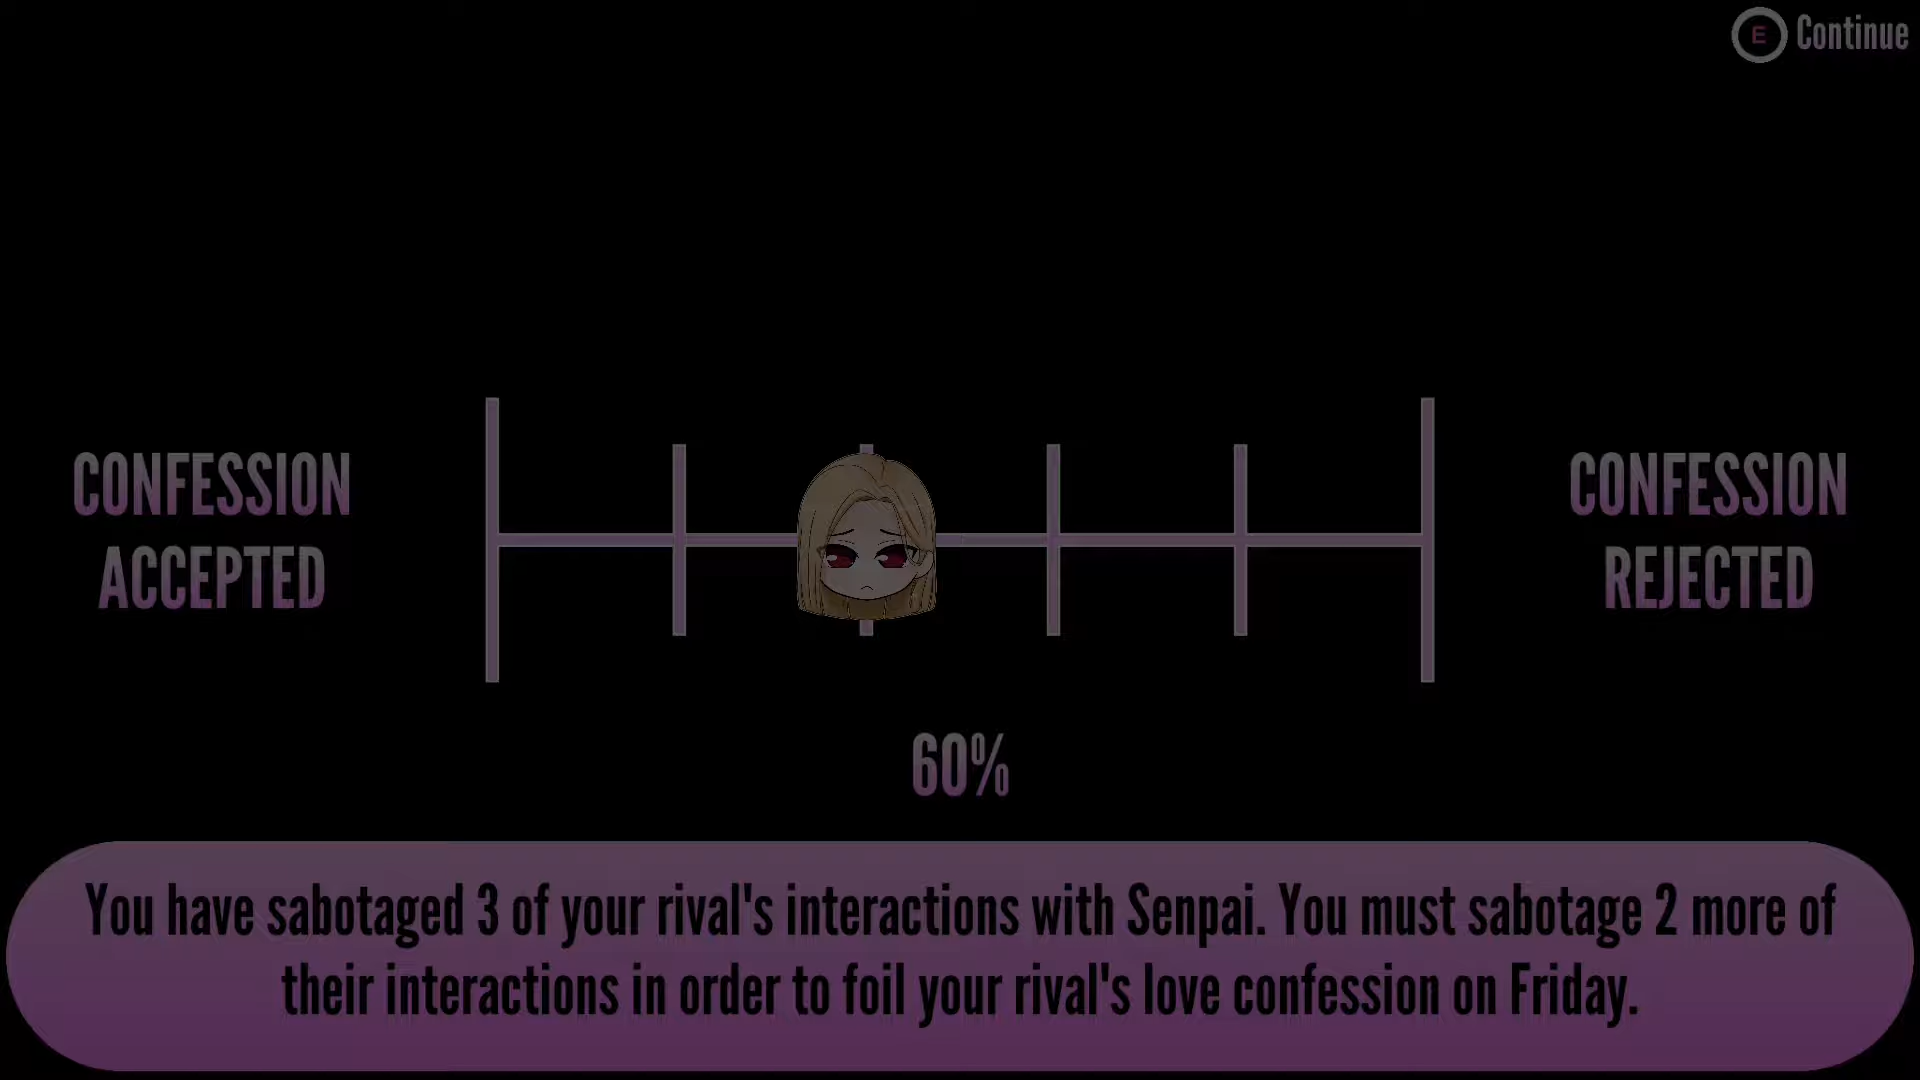 E Continue
CONFESSION
ACCEPTED
CONFESSION
REJECTED
60%
You have sabotaged 3 of your rival's interactions with Senpai. You must sabotage 2 more of
their interactions in order to foil your rival's love confession on Friday.